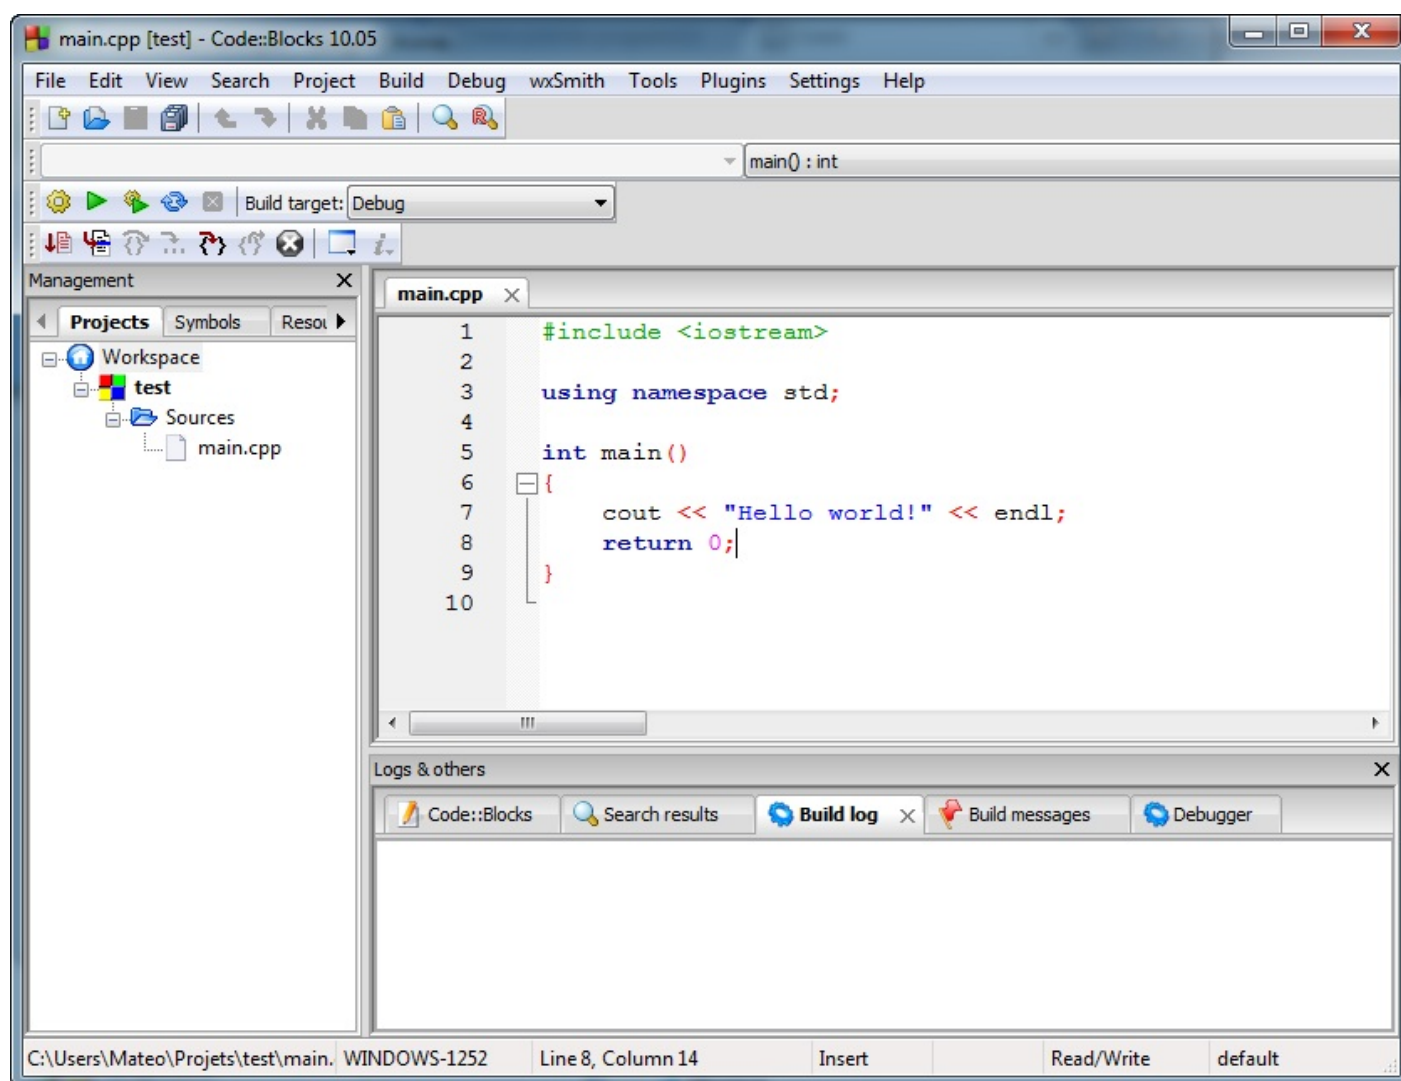 main.cpp [test] - Code::Blocks 10.05
File Edit View Search Project Build Debug wxSmith Tools Plugins Settings Help
main() : int
Build target: Debug
Management
Projects Symbols Resou
Workspace
test
Sources
main.cpp
main.cpp
1 #include <iostream>
2
3 using namespace std;
4
5 int main()
6 {
7 cout << "Hello world!" << endl;
8 return 0;
9 }
10
Logs & others
Code::Blocks Search results Build log Build messages Debugger
C:\Users\Mateo\Projets\test\main. WINDOWS-1252 Line 8, Column 14 Insert Read/Write default